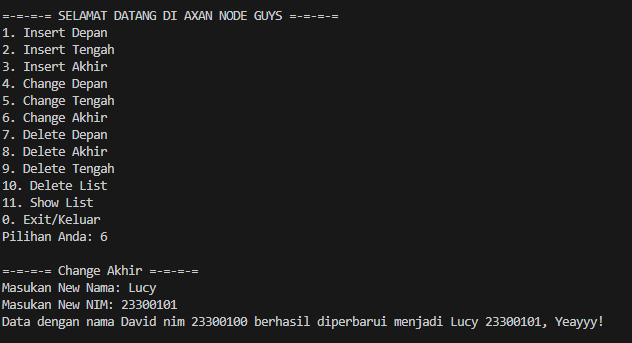 =-=-=-= SELAMAT DATANG DI AXAN NODE GUYS =-=-=-=
1. Insert Depan
2. Insert Tengah
3. Insert Akhir
4. Change Depan
5. Change Tengah
6. Change Akhir
7. Delete Depan
8. Delete Akhir
9. Delete Tengah
10. Delete List
11. Show List
0. Exit/Keluar
Pilihan Anda: 6
=-=-=-= Change Akhir =-=-=-=
Masukan New Nama: Lucy
Masukan New NIM: 23300101
Data dengan nama David nim 23300100 berhasil diperbarui menjadi Lucy 23300101, Yeayyy!